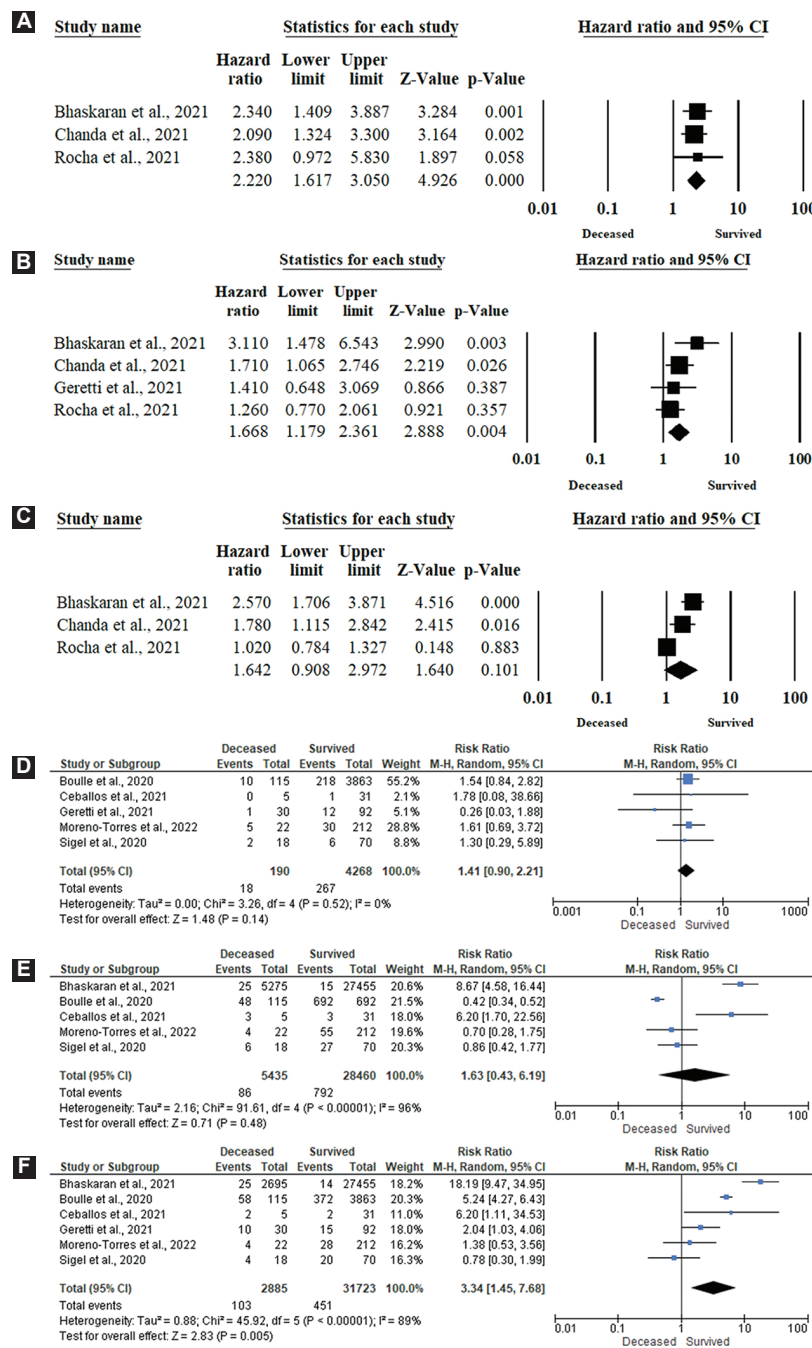 A
Study name Statistics for each study Hazard ratio and 95% CI
Hazard Lower Upper
ratio limit limit Z-Value p-Value
Bhaskaran et al., 2021 2.340 1.409 3.887 3.284 0.001
Chanda et al., 2021 2.090 1.324 3.300 3.164 0.002
Rocha et al., 2021 2.380 0.972 5.830 1.897 0.058
2.220 1.617 3.050 4.926 0.000
0.01 0.1 1 10 100
Deceased Survived
B
Study name Statistics for each study Hazard ratio and 95% CI
Hazard Lower Upper
ratio limit limit Z-Value p-Value
Bhaskaran et al., 2021 3.110 1.478 6.543 2.990 0.003
Chanda et al., 2021 1.710 1.065 2.746 2.219 0.026
Geretti et al., 2021 1.410 0.648 3.069 0.866 0.387
Rocha et al., 2021 1.260 0.770 2.061 0.921 0.357
1.668 1.179 2.361 2.888 0.004
0.01 0.1 1 10 100
Deceased Survived
C
Study name Statistics for each study Hazard ratio and 95% CI
Hazard Lower Upper
ratio limit limit Z-Value p-Value
Bhaskaran et al., 2021 2.570 1.706 3.871 4.516 0.000
Chanda et al., 2021 1.780 1.115 2.842 2.415 0.016
Rocha et al., 2021 1.020 0.784 1.327 0.148 0.883
1.642 0.908 2.972 1.640 0.101
0.01 0.1 1 10 100
Deceased Survived
D
Deceased Survived Risk Ratio Risk Ratio
Study or Subgroup Events Total Events Total Weight M-H, Random, 95% CI M-H, Random, 95% CI
Boulle et al., 2020 10 115 218 3863 55.2% 1.54 [0.84, 2.82]
Ceballos et al., 2021 0 5 1 31 2.1% 1.78 [0.08, 38.66]
Geretti et al., 2021 1 30 12 92 5.1% 0.26 [0.03, 1.88]
Moreno-Torres et al., 2022 5 22 30 212 28.8% 1.61 [0.69, 3.72]
Sigel et al., 2020 2 18 6 70 8.8% 1.30 [0.29, 5.89]
Total (95% CI) 190 4268 100.0% 1.41 [0.90, 2.21]
Total events 18 267
Heterogeneity: Tau² = 0.00; Chi² = 3.26, df = 4 (P = 0.52); I² = 0%
Test for overall effect: Z = 1.48 (P = 0.14)
0.001 0.1 1 10 1000
Deceased Survived
E
Deceased Survived Risk Ratio Risk Ratio
Study or Subgroup Events Total Events Total Weight M-H, Random, 95% CI M-H, Random, 95% CI
Bhaskaran et al., 2021 25 5275 15 27455 20.6% 8.67 [4.58, 16.44]
Boulle et al., 2020 48 115 692 692 21.5% 0.42 [0.34, 0.52]
Ceballos et al., 2021 3 5 3 31 18.0% 6.20 [1.70, 22.56]
Moreno-Torres et al., 2022 4 22 55 212 19.6% 0.70 [0.28, 1.75]
Sigel et al., 2020 6 18 27 70 20.3% 0.86 [0.42, 1.77]
Total (95% CI) 5435 28460 100.0% 1.63 [0.43, 6.19]
Total events 86 792
Heterogeneity: Tau² = 2.16; Chi² = 91.61, df = 4 (P < 0.00001); I² = 96%
Test for overall effect: Z = 0.71 (P = 0.48)
0.01 0.1 1 10 100
Deceased Survived
F
Deceased Survived Risk Ratio Risk Ratio
Study or Subgroup Events Total Events Total Weight M-H, Random, 95% CI M-H, Random, 95% CI
Bhaskaran et al., 2021 25 2695 14 27455 18.2% 18.19 [9.47, 34.95]
Boulle et al., 2020 58 115 372 3863 20.3% 5.24 [4.27, 6.43]
Ceballos et al., 2021 2 5 2 31 11.0% 6.20 [1.11, 34.53]
Geretti et al., 2021 10 30 15 92 18.0% 2.04 [1.03, 4.06]
Moreno-Torres et al., 2022 4 22 28 212 16.2% 1.38 [0.53, 3.56]
Sigel et al., 2020 4 18 20 70 16.3% 0.78 [0.30, 1.99]
Total (95% CI) 2885 31723 100.0% 3.34 [1.45, 7.68]
Total events 103 451
Heterogeneity: Tau² = 0.88; Chi² = 45.92, df = 5 (P < 0.00001); I² = 89%
Test for overall effect: Z = 2.83 (P = 0.005)
0.01 0.1 1 10 100
Deceased Survived